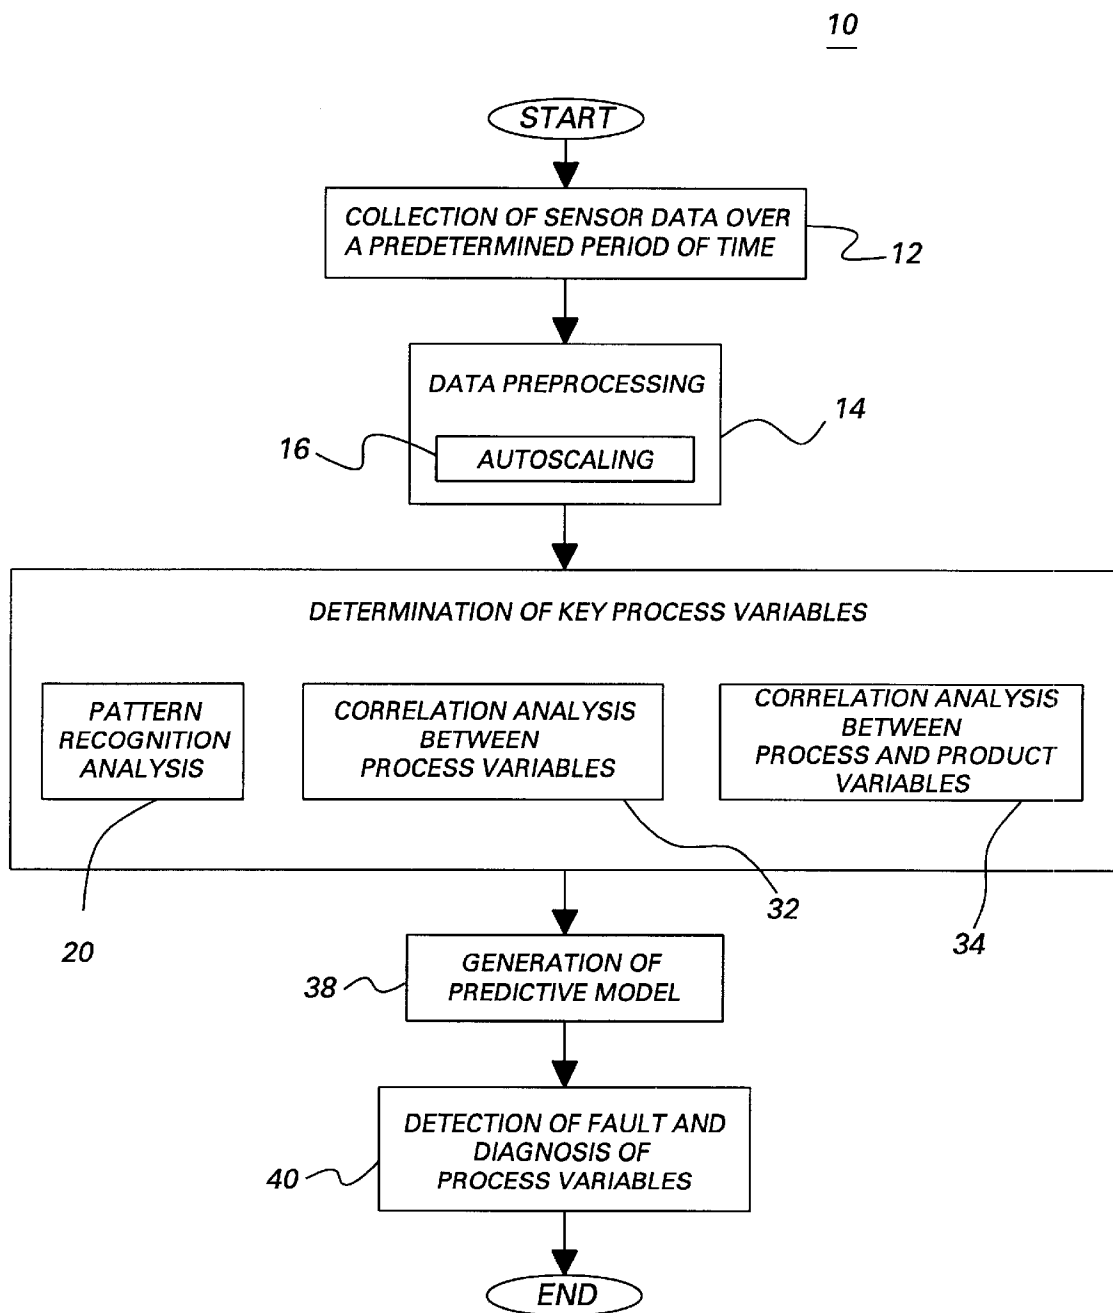 10
START
COLLECTION OF SENSOR DATA OVER
A PREDETERMINED PERIOD OF TIME
12
DATA PREPROCESSING
14
16
AUTOSCALING
DETERMINATION OF KEY PROCESS VARIABLES
PATTERN
RECOGNITION
ANALYSIS
CORRELATION ANALYSIS
BETWEEN
PROCESS VARIABLES
CORRELATION ANALYSIS
BETWEEN
PROCESS AND PRODUCT
VARIABLES
20
32
34
GENERATION OF
PREDICTIVE MODEL
38
DETECTION OF FAULT AND
DIAGNOSIS OF
PROCESS VARIABLES
40
END